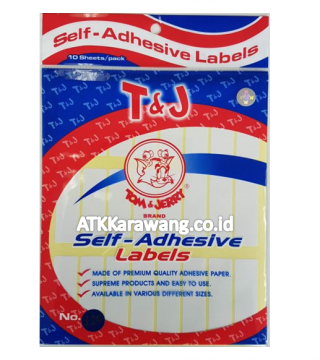 Self-Adhesive Labels
10 Sheets/pack
T&J
TOM & JERRY
BRAND
ATKKarawang.co.id
Self-Adhesive
Labels
MADE OF PREMIUM QUALITY ADHESIVE PAPER.
SUPREME PRODUCTS AND EASY TO USE.
AVAILABLE IN VARIOUS DIFFERENT SIZES.
No.